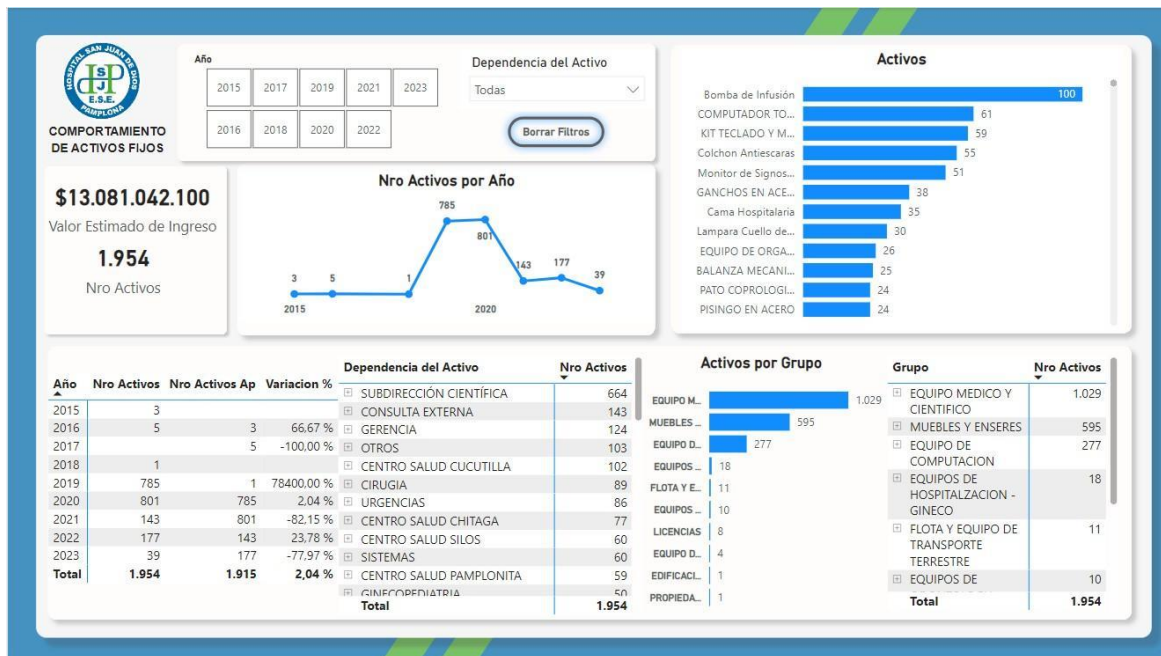 HOSPITAL SAN JUAN DE DIOS
HSJP
E.S.E.
PAMPLONA
COMPORTAMIENTO
DE ACTIVOS FIJOS
Año
2015 2017 2019 2021 2023
2016 2018 2020 2022
Dependencia del Activo
Todas
Borrar Filtros
$13.081.042.100
Valor Estimado de Ingreso
1.954
Nro Activos
Nro Activos por Año
3 5 1 785 801 143 177 39
2015 2020
Activos
Bomba de Infusión 100
COMPUTADOR TO... 61
KIT TECLADO Y M... 59
Colchon Antiescaras 55
Monitor de Signos... 51
GANCHOS EN ACE... 38
Cama Hospitalaria 35
Lampara Cuello de... 30
EQUIPO DE ORGA... 26
BALANZA MECANI... 25
PATO COPROLOGI... 24
PISINGO EN ACERO 24
Año Nro Activos Nro Activos Ap Variacion %
2015 3
2016 5 3 66,67 %
2017 5 -100,00 %
2018 1
2019 785 1 78400,00 %
2020 801 785 2,04 %
2021 143 801 -82,15 %
2022 177 143 23,78 %
2023 39 177 -77,97 %
Total 1.954 1.915 2,04 %
Dependencia del Activo Nro Activos
SUBDIRECCIÓN CIENTÍFICA 664
CONSULTA EXTERNA 143
GERENCIA 124
OTROS 103
CENTRO SALUD CUCUTILLA 102
CIRUGIA 89
URGENCIAS 86
CENTRO SALUD CHITAGA 77
CENTRO SALUD SILOS 60
SISTEMAS 60
CENTRO SALUD PAMPLONITA 59
GINECOPEDIATRIA 50
Total 1.954
Activos por Grupo
EQUIPO M... 1.029
MUEBLES ... 595
EQUIPO D... 277
EQUIPOS ... 18
FLOTA Y E... 11
EQUIPOS ... 10
LICENCIAS 8
EQUIPO D... 4
EDIFICACI... 1
PROPIEDA... 1
Grupo Nro Activos
EQUIPO MEDICO Y 1.029
CIENTIFICO
MUEBLES Y ENSERES 595
EQUIPO DE 277
COMPUTACION
EQUIPOS DE 18
HOSPITALZACION -
GINECO
FLOTA Y EQUIPO DE 11
TRANSPORTE
TERRESTRE
EQUIPOS DE 10
Total 1.954